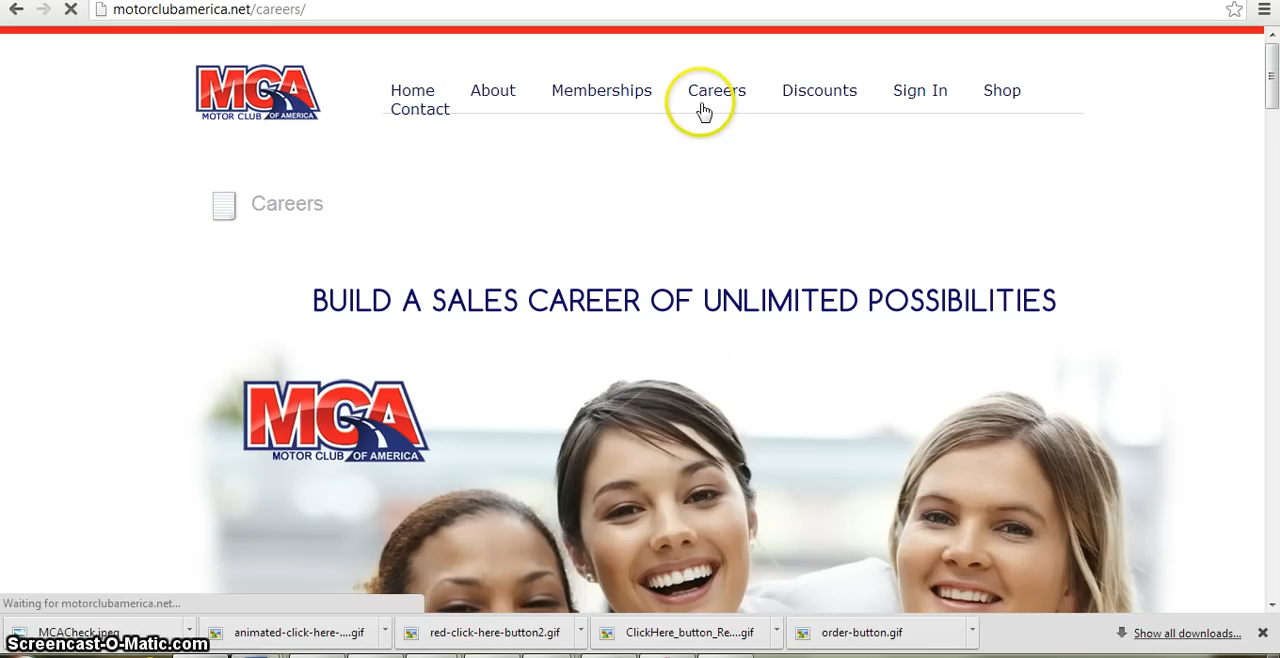 motorclubamerica.net/careers/
MCA
MOTOR CLUB OF AMERICA
Home About Memberships Careers Discounts Sign In Shop
Contact
Careers
BUILD A SALES CAREER OF UNLIMITED POSSIBILITIES
MCA
MOTOR CLUB OF AMERICA
Waiting for motorclubamerica.net...
MCACheck.jpeg animated-click-here-....gif red-click-here-button2.gif ClickHere_button_Re....gif order-button.gif Show all downloads...
Screencast-O-Matic.com